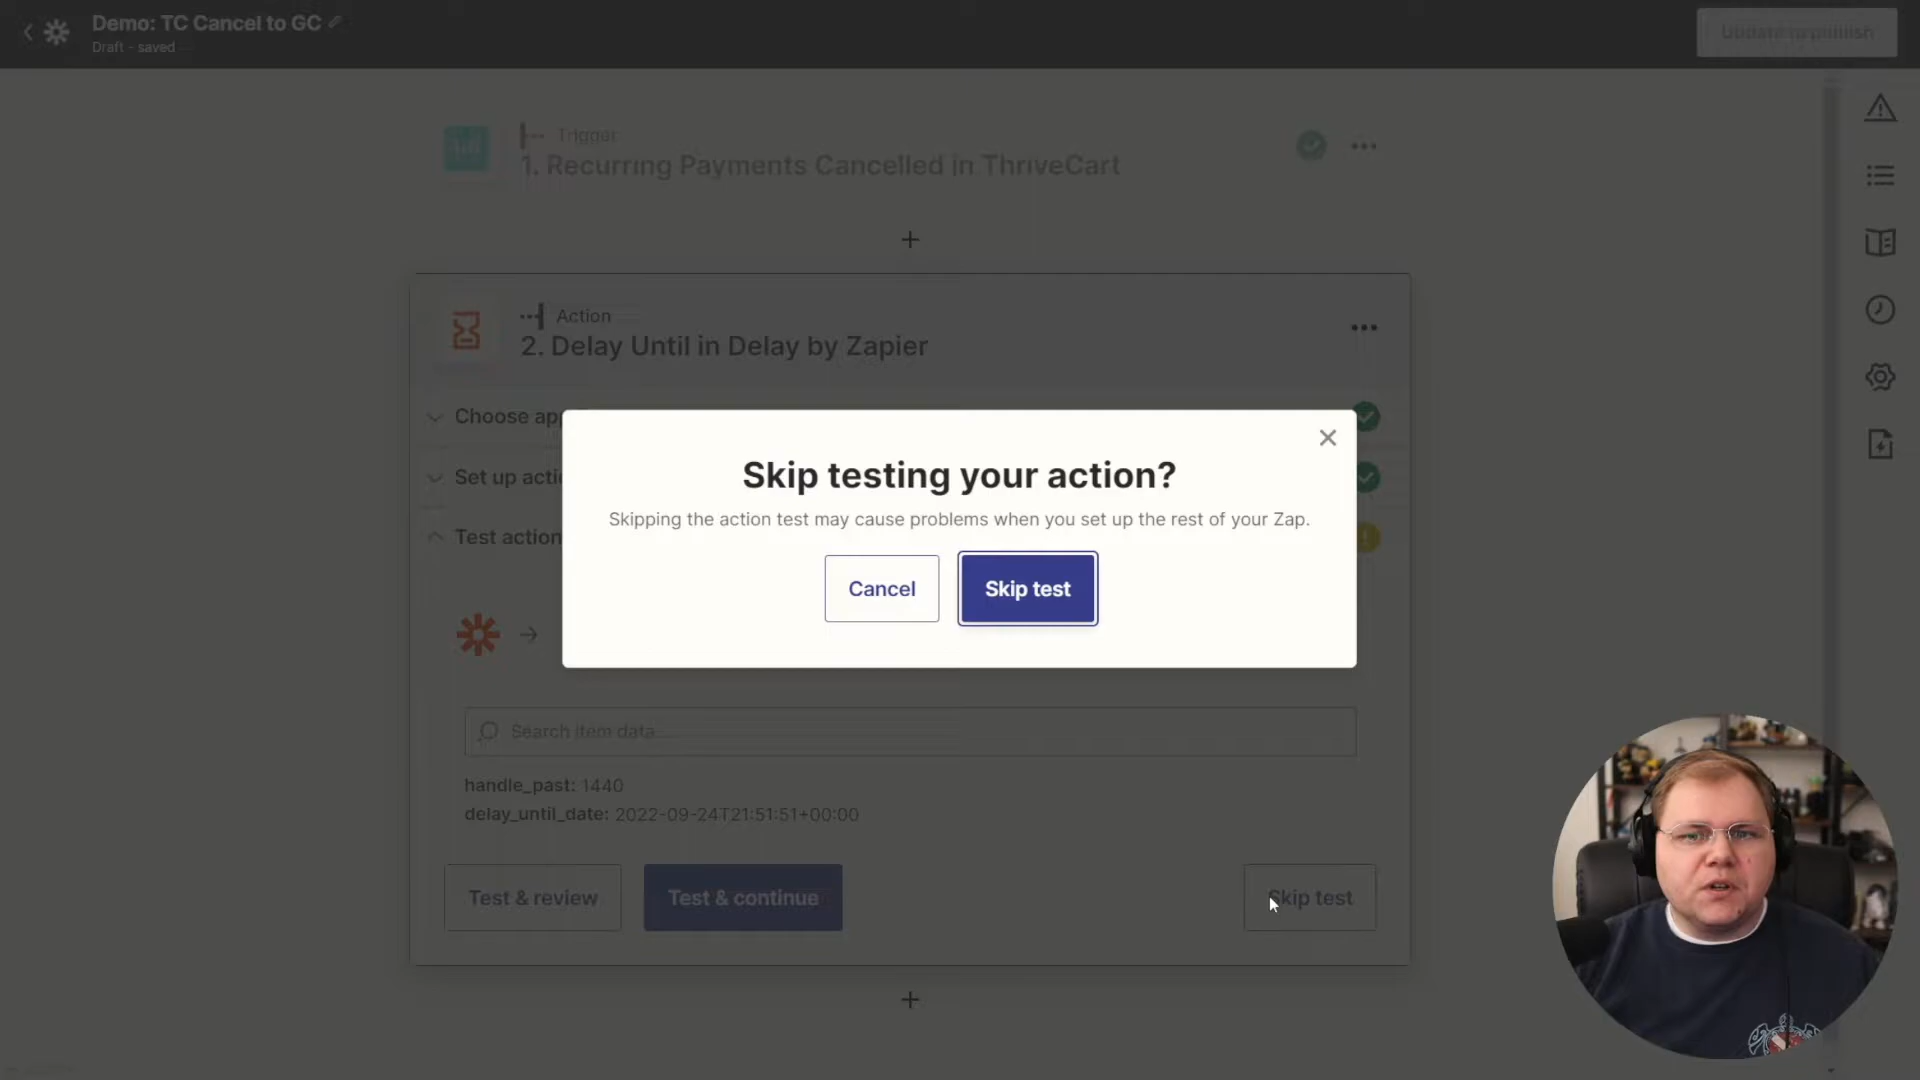 Demo: TC Cancel to GC
Draft - saved
Update to publish
Trigger
1. Recurring Payments Cancelled in ThriveCart
Action
2. Delay Until in Delay by Zapier
Choose ap
Set up acti
Test action
Skip testing your action?
Skipping the action test may cause problems when you set up the rest of your Zap.
Cancel
Skip test
Search item data
handle_past: 1440
delay_until_date: 2022-09-24T21:51:51+00:00
Test & review
Test & continue
Skip test